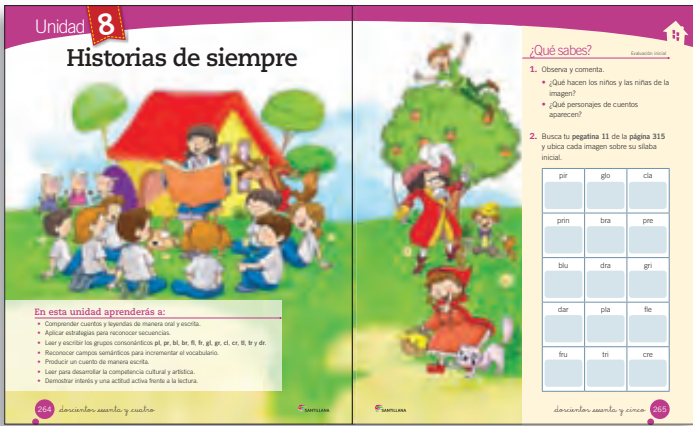 Unidad 8
Historias de siempre
En esta unidad aprenderás a:
• Comprender cuentos y leyendas de manera oral y escrita.
• Aplicar estrategias para reconocer secuencias.
• Leer y escribir los grupos consonánticos pl, pr, bl, br, fl, fr, gl, gr, cl, cr, tl, tr y dr.
• Reconocer campos semánticos para incrementar el vocabulario.
• Producir un cuento de manera escrita.
• Leer para desarrollar la competencia cultural y artística.
• Demostrar interés y una actitud activa frente a la lectura.
264 doscientos sesenta y cuatro
SANTILLANA
¿Qué sabes?
Evaluación inicial
1. Observa y comenta.
• ¿Qué hacen los niños y las niñas de la
imagen?
• ¿Qué personajes de cuentos
aparecen?
2. Busca tu pegatina 11 de la página 315
y ubica cada imagen sobre su sílaba
inicial.
pir glo cla
prin bra pre
blu dra gri
dar pla fle
fru tri cre
SANTILLANA
doscientos sesenta y cinco 265